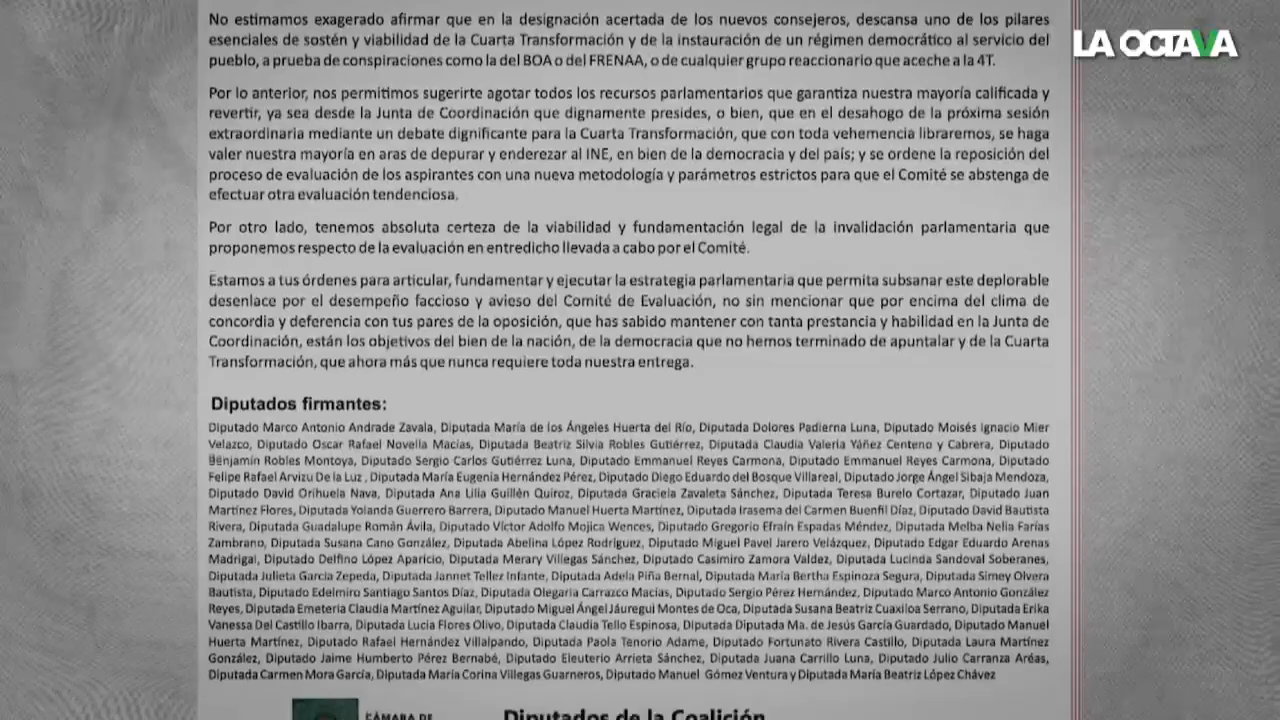 No estimamos exagerado afirmar que en la designación acertada de los nuevos consejeros, descansa uno de los pilares
esenciales de sostén y viabilidad de la Cuarta Transformación y de la instauración de un régimen democrático al servicio del
pueblo, a prueba de conspiraciones como la del BOA o del FRENAA, o de cualquier grupo reaccionario que aceche a la 4T.
LA OCTAVA
Por lo anterior, nos permitimos sugerirte agotar todos los recursos parlamentarios que garantiza nuestra mayoría calificada y
revertir, ya sea desde la Junta de Coordinación que dignamente presides, o bien, que en el desahogo de la próxima sesión
extraordinaria mediante un debate dignificante para la Cuarta Transformación, que con toda vehemencia libraremos, se haga
valer nuestra mayoría en aras de depurar y enderezar al INE, en bien de la democracia y del país; y se ordene la reposición del
proceso de evaluación de los aspirantes con una nueva metodología y parámetros estrictos para que el Comité se abstenga de
efectuar otra evaluación tendenciosa.
Por otro lado, tenemos absoluta certeza de la viabilidad y fundamentación legal de la invalidación parlamentaria que
proponemos respecto de la evaluación en entredicho llevada a cabo por el Comité.
Estamos a tus órdenes para articular, fundamentar y ejecutar la estrategia parlamentaria que permita subsanar este deplorable
desenlace por el desempeño faccioso y avieso del Comité de Evaluación, no sin mencionar que por encima del clima de
concordia y deferencia con tus pares de la oposición, que has sabido mantener con tanta prestancia y habilidad en la Junta de
Coordinación, están los objetivos del bien de la nación, de la democracia que no hemos terminado de apuntalar y de la Cuarta
Transformación, que ahora más que nunca requiere toda nuestra entrega.
Diputados firmantes:
Diputado Marco Antonio Andrade Zavala, Diputada María de los Ángeles Huerta del Río, Diputada Dolores Padierna Luna, Diputado Moisés Ignacio Mier
Velazco, Diputado Oscar Rafael Novella Macías, Diputada Beatriz Silvia Robles Gutiérrez, Diputada Claudia Valeria Yáñez Centeno y Cabrera, Diputado
Benjamín Robles Montoya, Diputado Sergio Carlos Gutiérrez Luna, Diputado Emmanuel Reyes Carmona, Diputado Emmanuel Reyes Carmona, Diputado
Felipe Rafael Arvizu De la Luz , Diputada María Eugenia Hernández Pérez, Diputado Diego Eduardo del Bosque Villareal, Diputado Jorge Ángel Sibaja Mendoza,
Diputado David Orihuela Nava, Diputada Ana Lilia Guillén Quiroz, Diputada Graciela Zavaleta Sánchez, Diputada Teresa Burelo Cortazar, Diputado Juan
Martínez Flores, Diputada Yolanda Guerrero Barrera, Diputado Manuel Huerta Martínez, Diputada Irasema del Carmen Buenfil Díaz, Diputado David Bautista
Rivera, Diputada Guadalupe Román Ávila, Diputado Víctor Adolfo Mojica Wences, Diputado Gregorio Efraín Espadas Méndez, Diputada Melba Nelia Farías
Zambrano, Diputada Susana Cano González, Diputada Abelina López Rodríguez, Diputado Miguel Pavel Jarero Velázquez, Diputado Edgar Eduardo Arenas
Madrigal, Diputado Delfino López Aparicio, Diputada Merary Villegas Sánchez, Diputado Casimiro Zamora Valdez, Diputada Lucinda Sandoval Soberanes,
Diputada Julieta García Zepeda, Diputada Jannet Tellez Infante, Diputada Adela Piña Bernal, Diputada María Bertha Espinoza Segura, Diputada Simey Olvera
Bautista, Diputado Edelmiro Santiago Santos Díaz, Diputada Olegaria Carrazco Macías, Diputado Sergio Pérez Hernández, Diputado Marco Antonio González
Reyes, Diputada Emeteria Claudia Martínez Aguilar, Diputado Miguel Ángel Jáuregui Montes de Oca, Diputada Susana Beatriz Cuaxiloa Serrano, Diputada Erika
Vanessa Del Castillo Ibarra, Diputada Lucia Flores Olivo, Diputada Claudia Tello Espinosa, Diputada Diputada Ma. de Jesús García Guardado, Diputado Manuel
Huerta Martínez, Diputado Rafael Hernández Villalpando, Diputada Paola Tenorio Adame, Diputado Fortunato Rivera Castillo, Diputada Laura Martínez
González, Diputado Jaime Humberto Pérez Bernabé, Diputado Eleuterio Arrieta Sánchez, Diputada Juana Carrillo Luna, Diputado Julio Carranza Aréas,
Diputada Carmen Mora García, Diputada María Corina Villegas Guarneros, Diputado Manuel Gómez Ventura y Diputada María Beatriz López Chávez
CÁMARA DE
Diputados de la Coalición